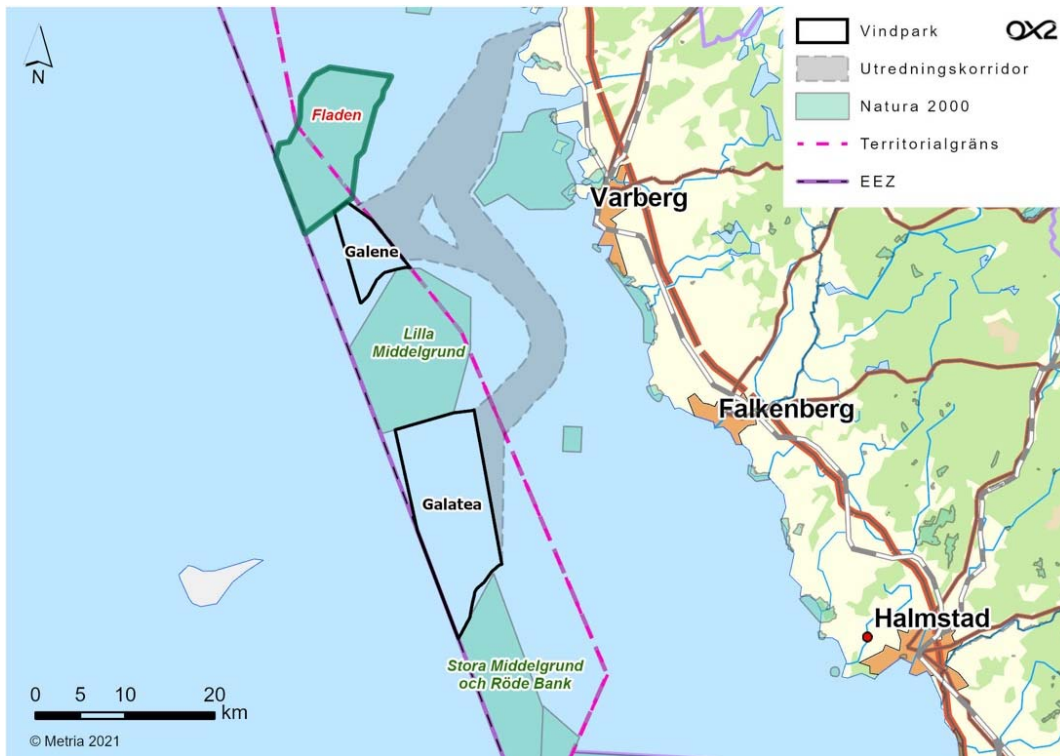 N
Fladen
Galene
Lilla
Middelgrund
Galatea
Stora Middelgrund
och Röde Bank
Varberg
Falkenberg
Halmstad
Vindpark
OX2
Utredningskorridor
Natura 2000
Territorialgräns
EEZ
0 5 10 20
km
© Metria 2021